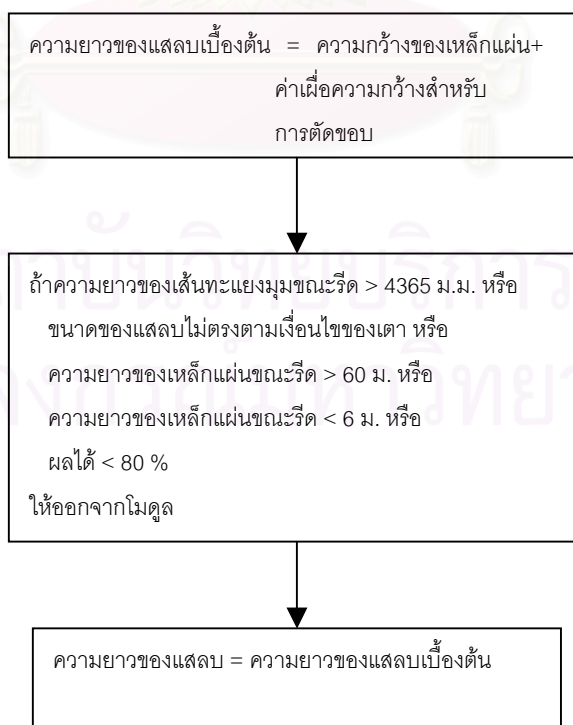 ความยาวของแสลบเบื้องต้น = ความกว้างของเหล็กแผ่น+
ค่าเผื่อความกว้างสำหรับ
การตัดขอบ
ถ้าความยาวของเส้นทะแยงมุมขณะรีด > 4365 ม.ม. หรือ
ขนาดของแสลบไม่ตรงตามเงื่อนไขของเตา หรือ
ความยาวของเหล็กแผ่นขณะรีด > 60 ม. หรือ
ความยาวของเหล็กแผ่นขณะรีด < 6 ม. หรือ
ผลได้ < 80 %
ให้ออกจากโมดูล
ความยาวของแสลบ = ความยาวของแสลบเบื้องต้น